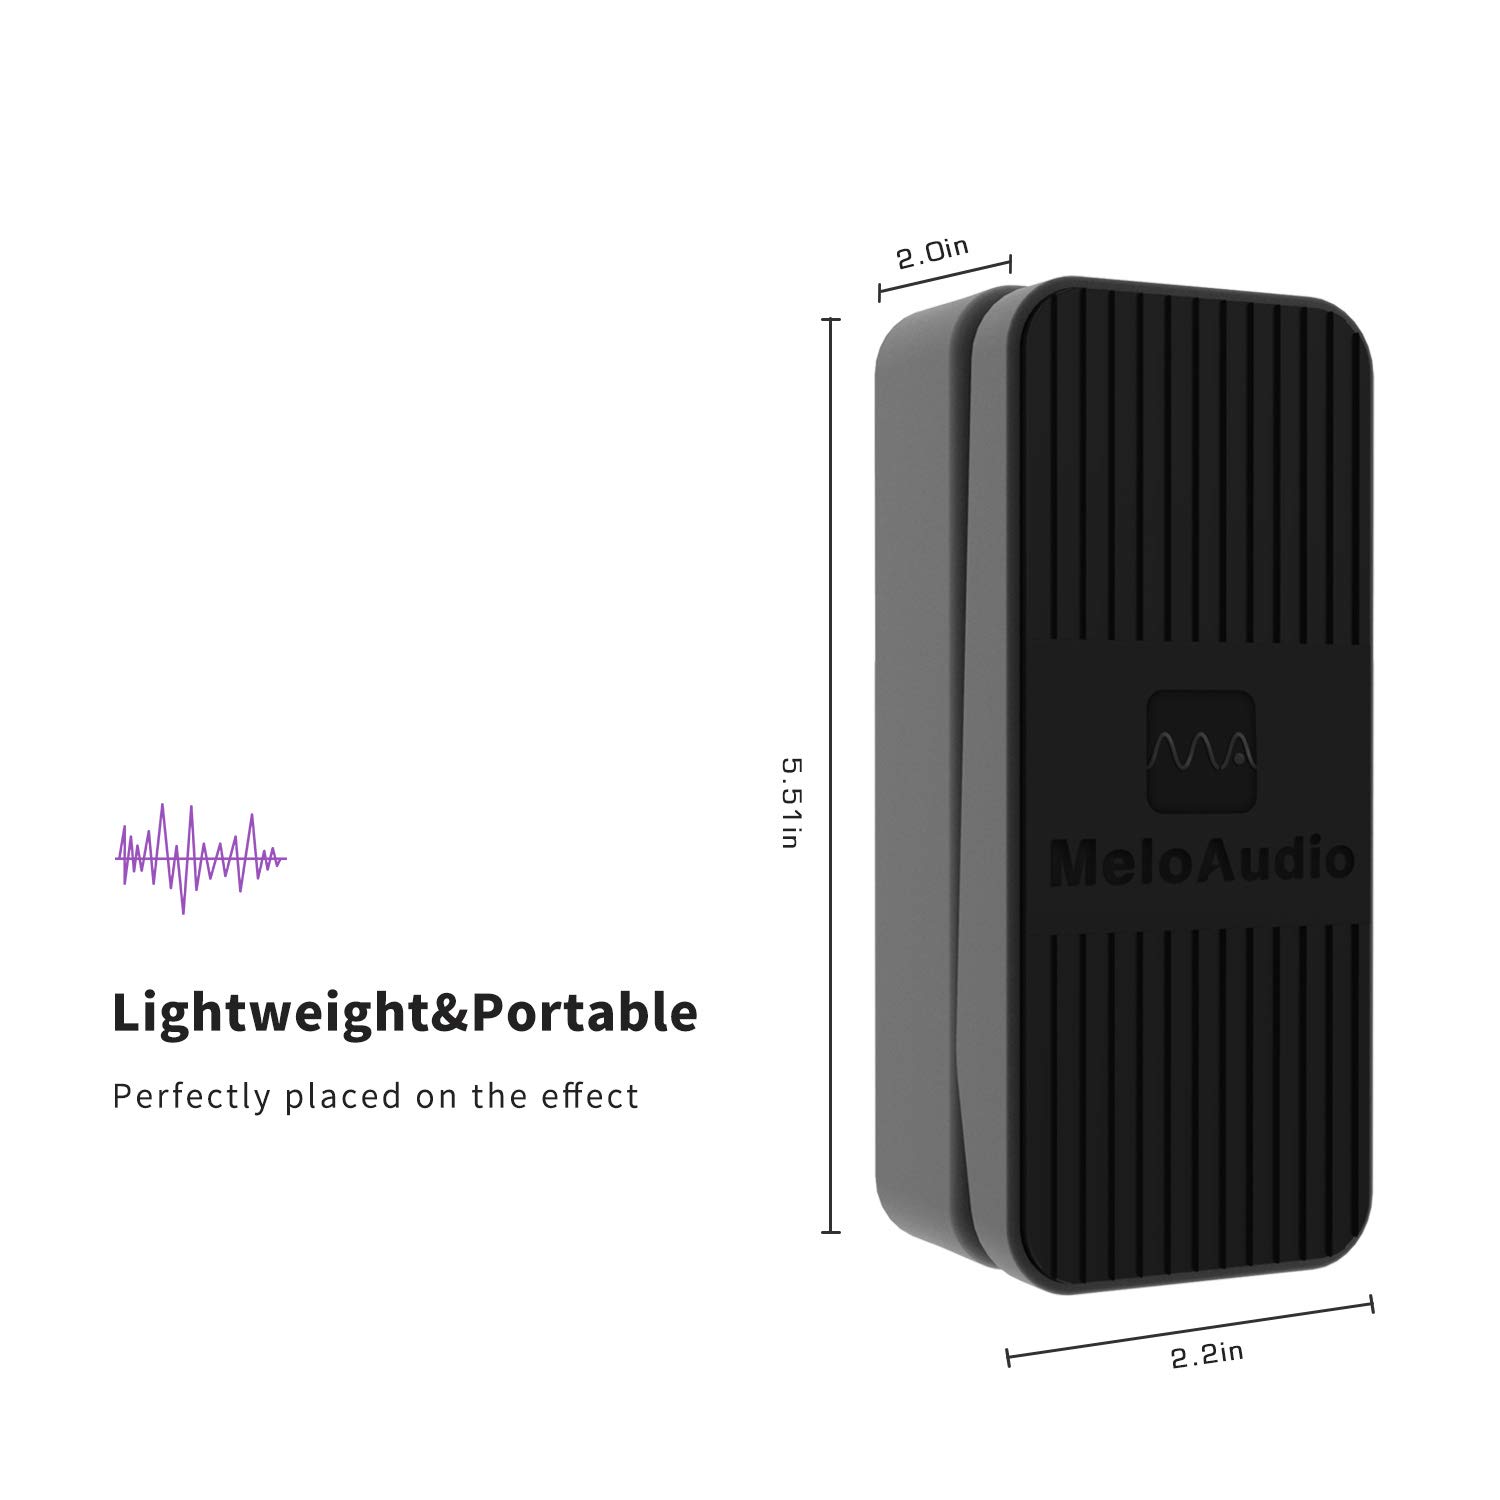 2.0in
5.51in
MeloAudio
Lightweight&Portable
Perfectly placed on the effect
2.2in